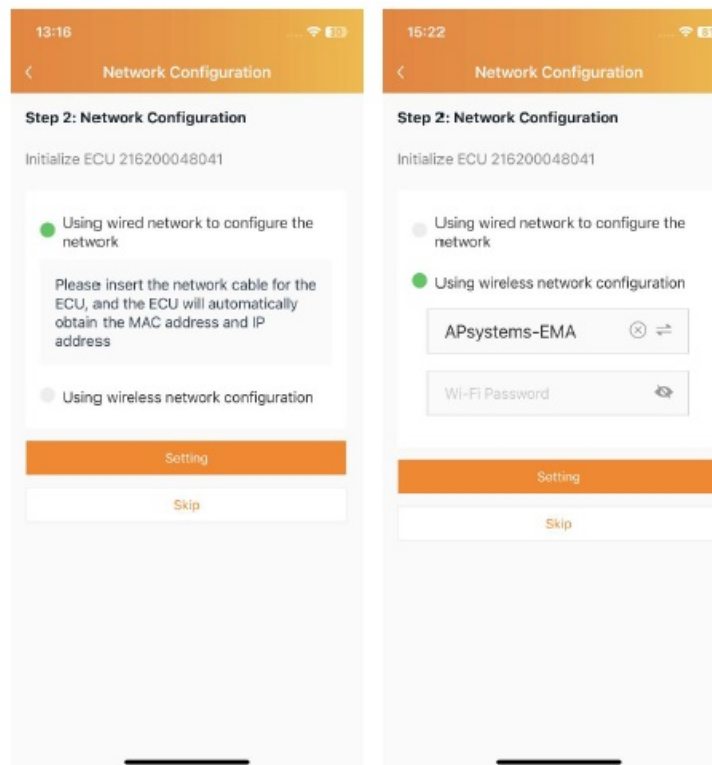 13:16
Network Configuration
Step 2: Network Configuration
Initialize ECU 216200048041
Using wired network to configure the
network
Please insert the network cable for the
ECU, and the ECU will automatically
obtain the MAC address and IP
address
Using wireless network configuration
Setting
Skip
15:22
Network Configuration
Step 2: Network Configuration
Initialize ECU 216200048041
Using wired network to configure the
network
Using wireless network configuration
APsystems-EMA
Wi-Fi Password
Setting
Skip